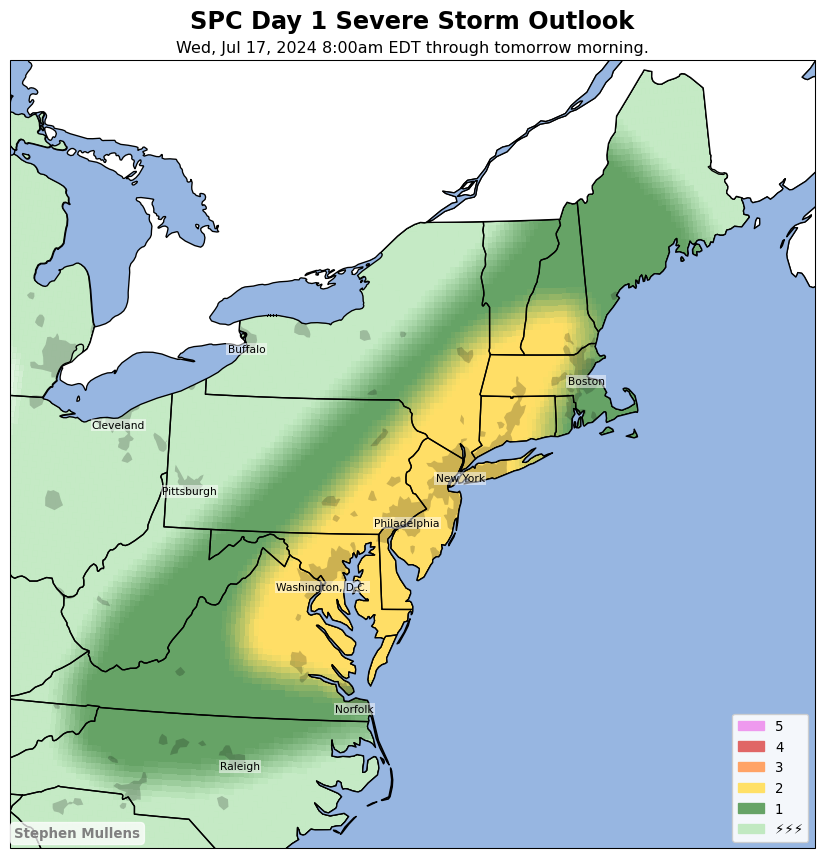 SPC Day 1 Severe Storm Outlook
Wed, Jul 17, 2024 8:00am EDT through tomorrow morning.
Buffalo
Boston
Cleveland
New York
Pittsburgh
Philadelphia
Washington, D.C.
Norfolk
Raleigh
5
4
3
2
1
⚡⚡⚡
Stephen Mullens